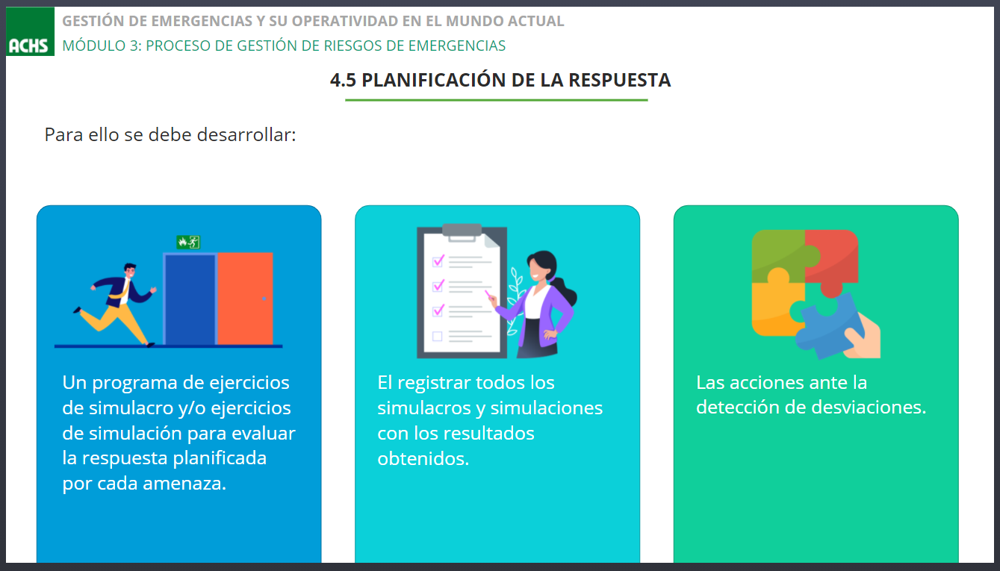 ACHS
GESTIÓN DE EMERGENCIAS Y SU OPERATIVIDAD EN EL MUNDO ACTUAL
MÓDULO 3: PROCESO DE GESTIÓN DE RIESGOS DE EMERGENCIAS
4.5 PLANIFICACIÓN DE LA RESPUESTA
Para ello se debe desarrollar:
Un programa de ejercicios
de simulacro y/o ejercicios
de simulación para evaluar
la respuesta planificada
por cada amenaza.
El registrar todos los
simulacros y simulaciones
con los resultados
obtenidos.
Las acciones ante la
detección de desviaciones.